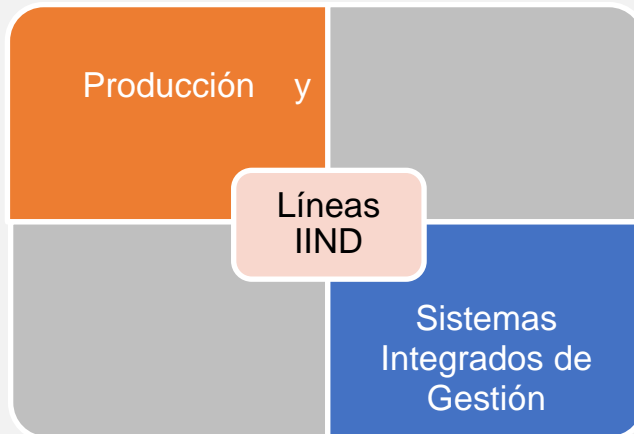 Producción y
Líneas
IIND
Sistemas
Integrados de
Gestión